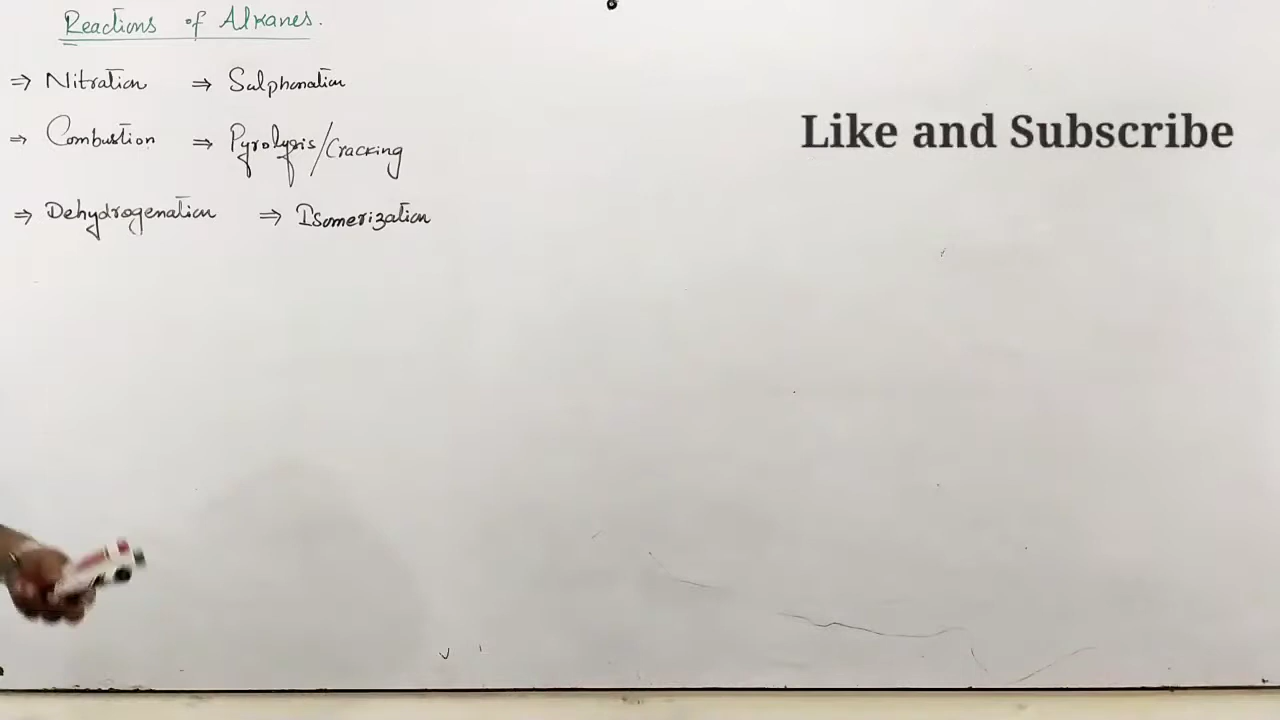 Reactions of Alkanes.
⇒ Nitration ⇒ Sulphonation
⇒ Combustion ⇒ Pyrolysis/Cracking
⇒ Dehydrogenation ⇒ Isomerization
Like and Subscribe